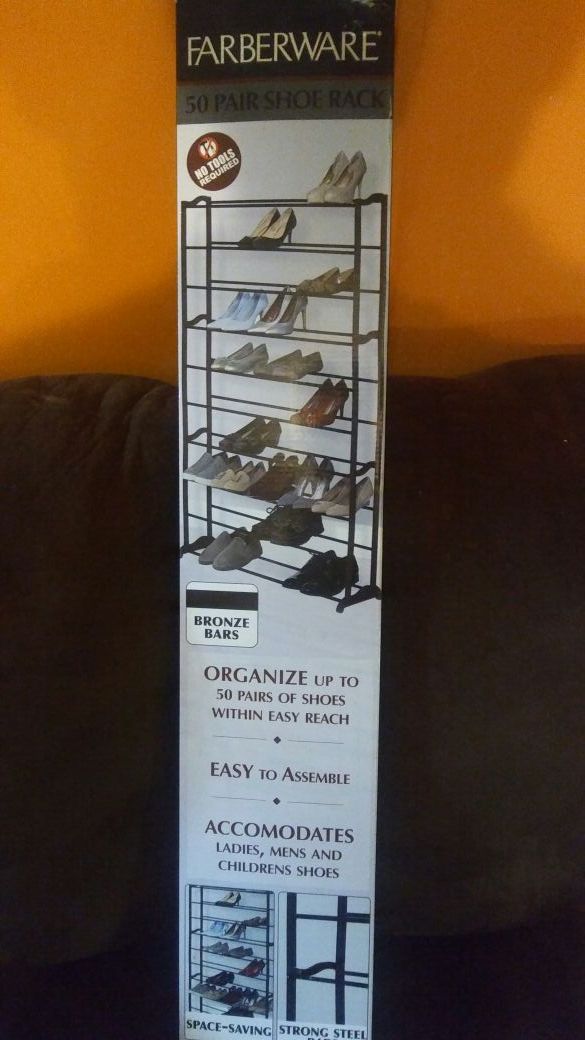 FARBERWARE®
50 PAIR SHOE RACK
NO TOOLS
REQUIRED
BRONZE
BARS
ORGANIZE UP TO
50 PAIRS OF SHOES
WITHIN EASY REACH
EASY TO ASSEMBLE
ACCOMODATES
LADIES, MENS AND
CHILDRENS SHOES
SPACE-SAVING
STRONG STEEL